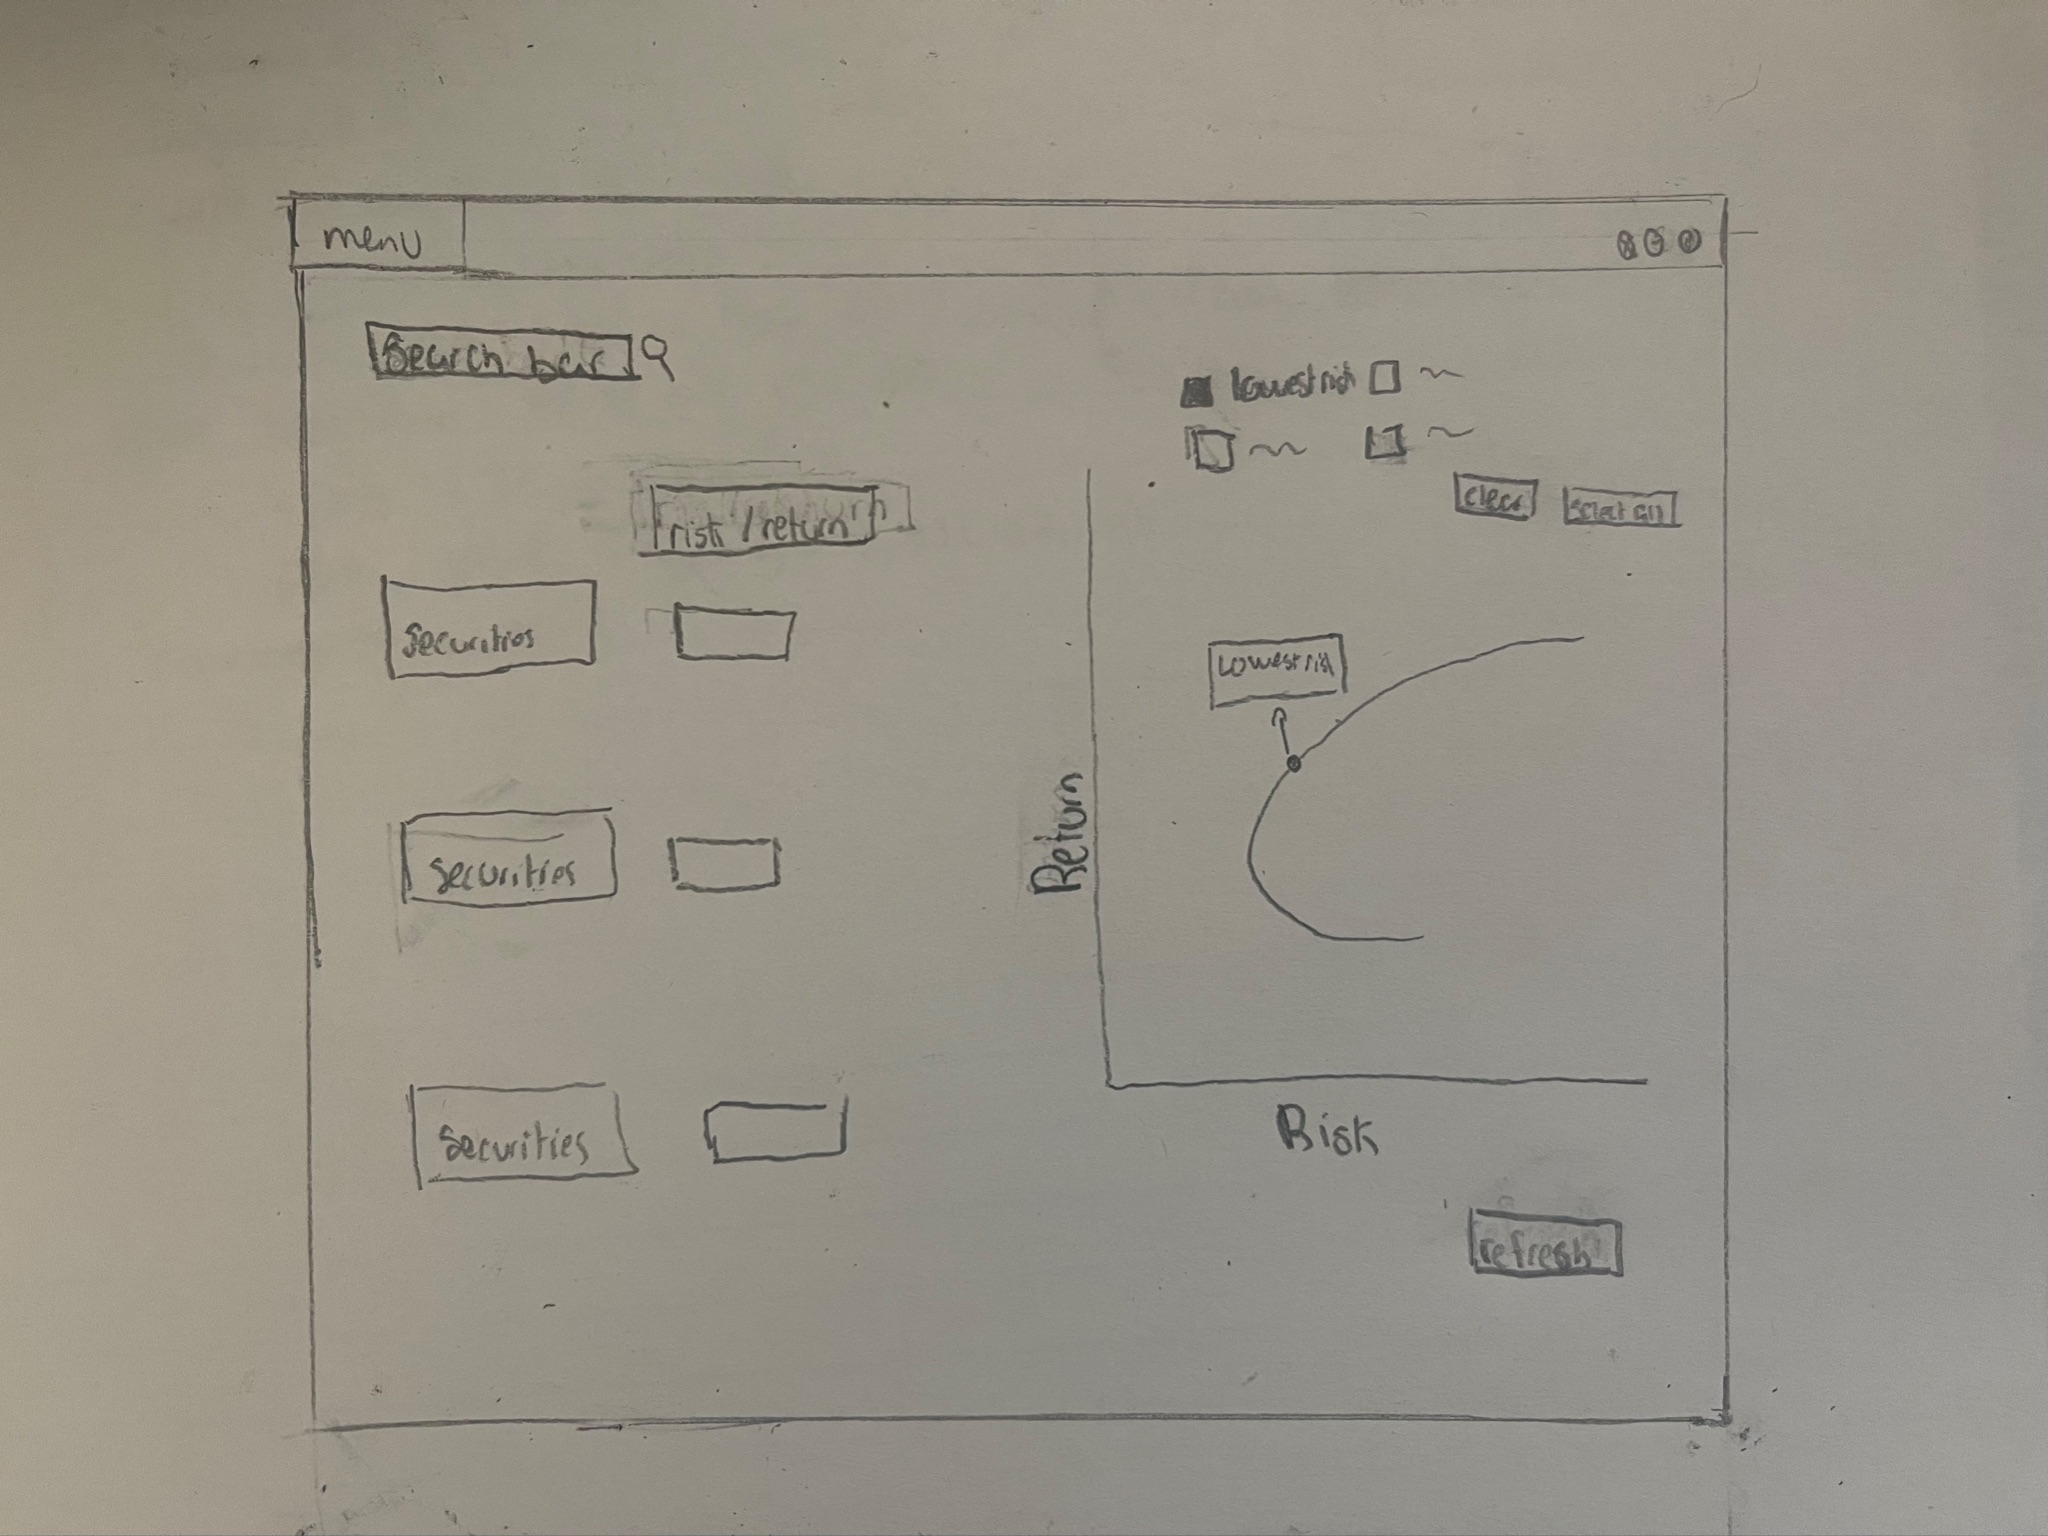 menu
Search bar
lowest risk
clear
select all
risk / return
securities
Lowest risk
securities
Return
securities
Risk
refresh